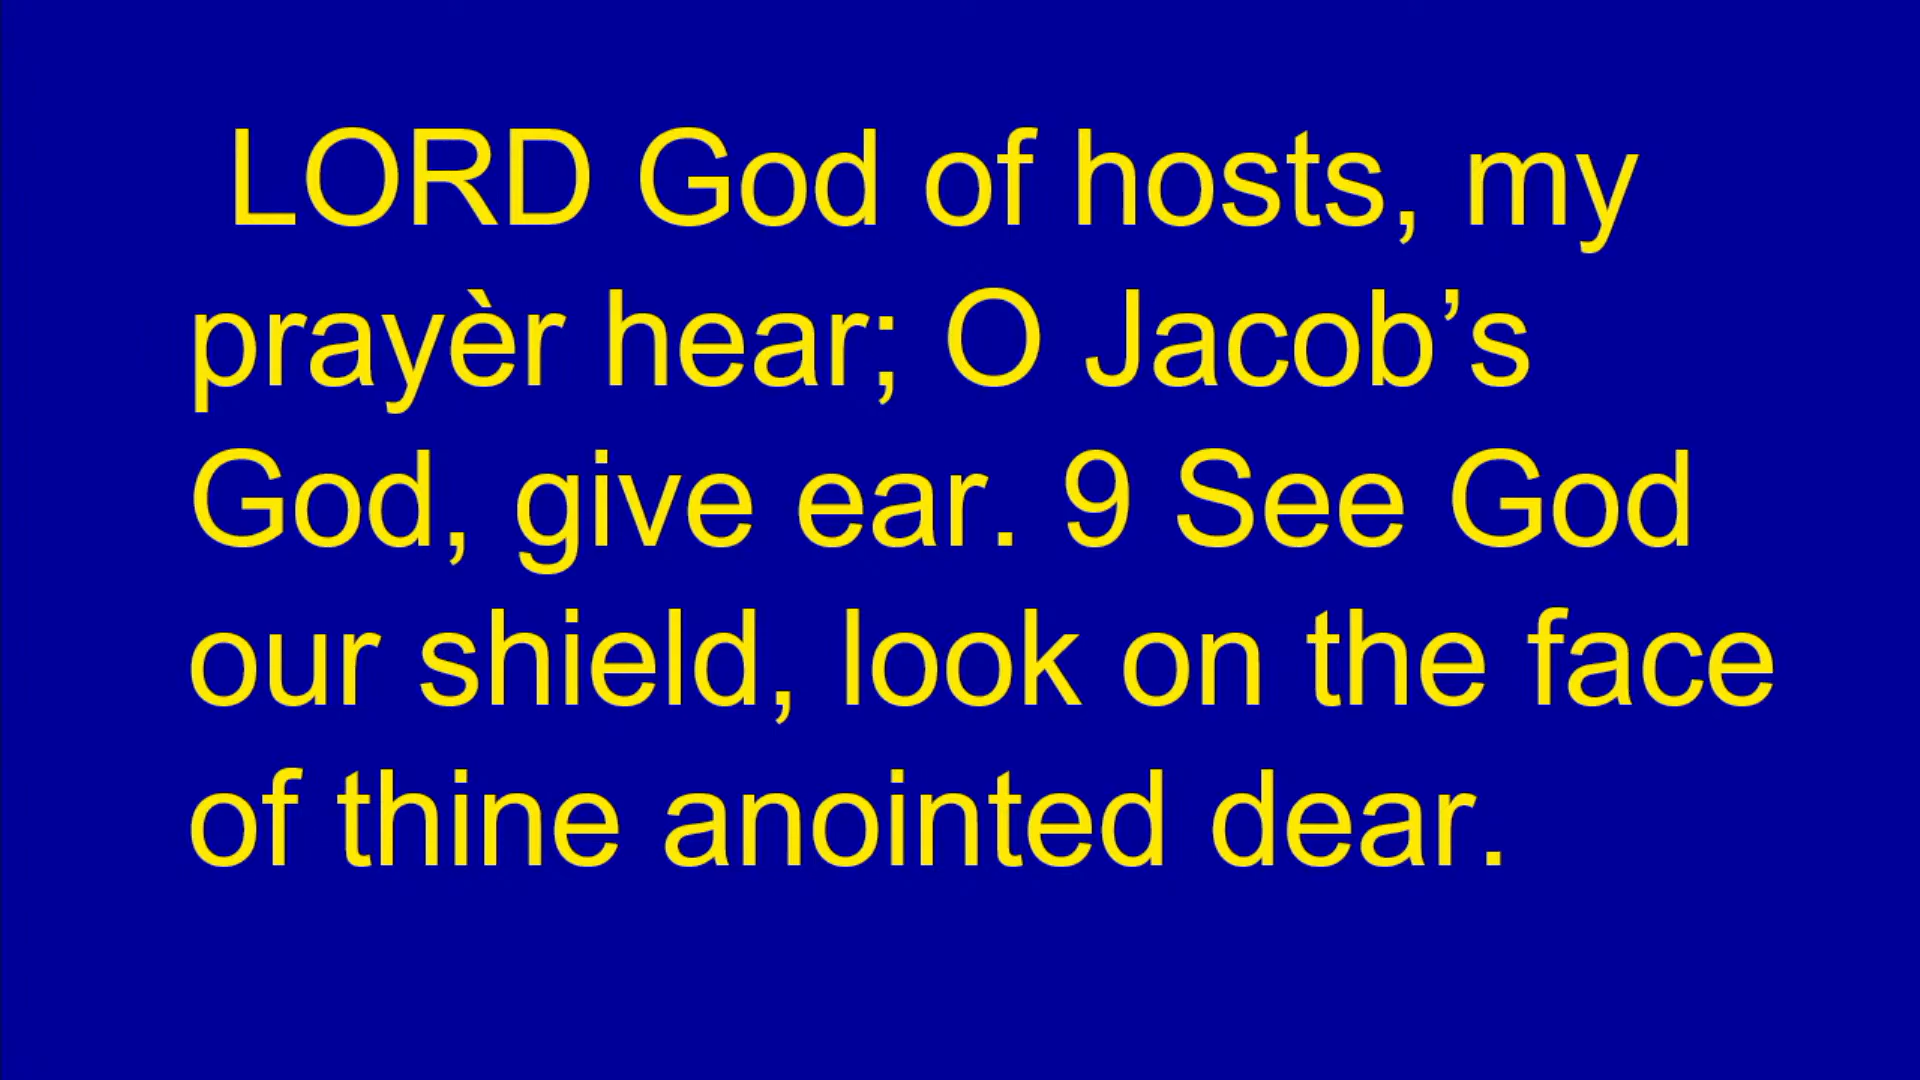 LORD God of hosts, my
prayèr hear; O Jacob’s
God, give ear. 9 See God
our shield, look on the face
of thine anointed dear.